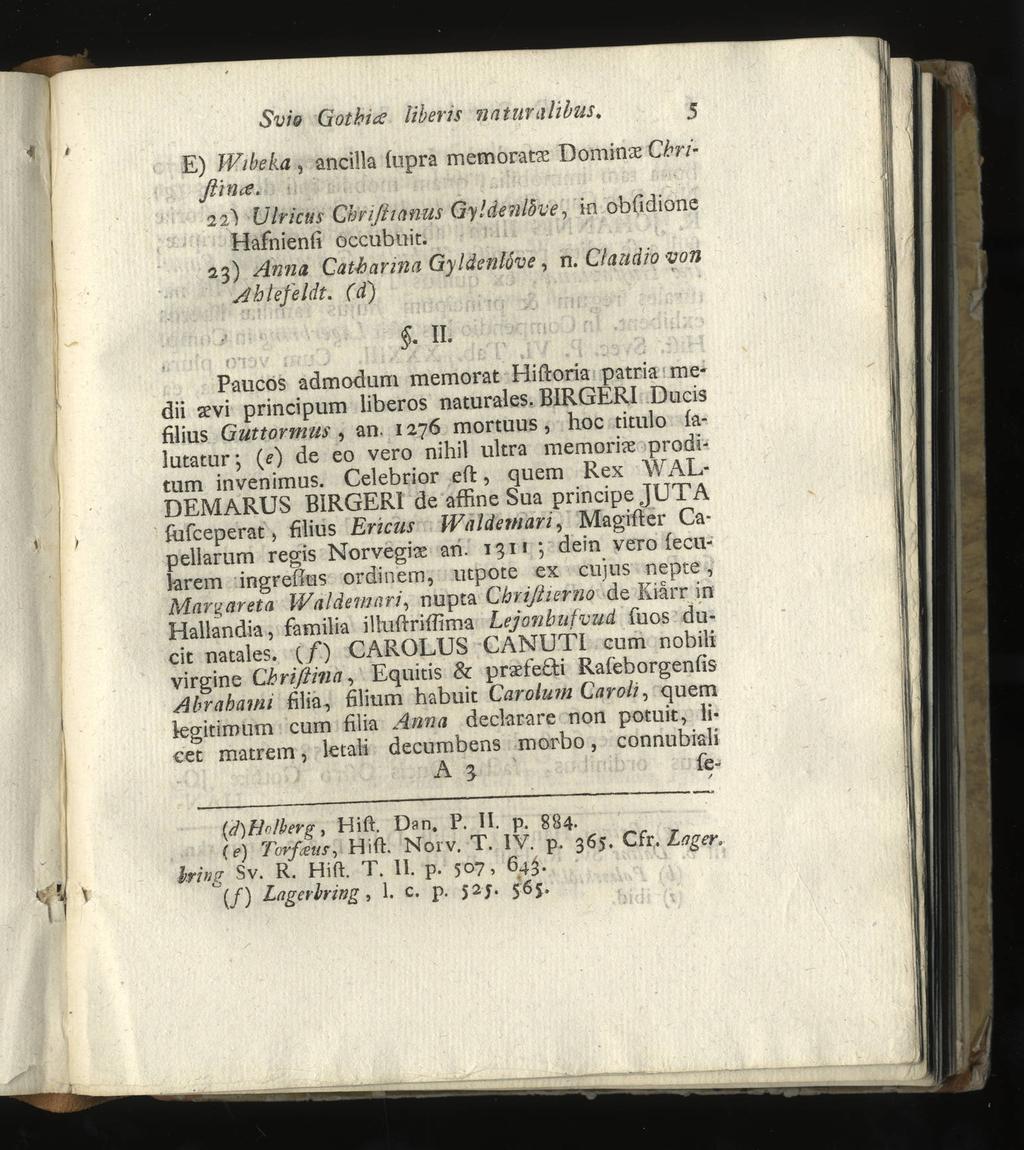 Svio Gothiæ liberis naturalibus. 5
E) Wibeka, ancilla ſupra memoratæ Dominæ Chri-
ſtinæ.
22) Ulricus Chriſtianus Gyldenlöve, in obſidione
Hafnienſi occubuit.
23) Anna Catharina Gyldenlöve, n. Claudio von
Ahlefeldt. (d)
§. II.
Paucos admodum memorat Hiſtoria patria me-
dii ævi principum liberos naturales. BIRGERI Ducis
filius Guttormus, an. 1276 mortuus, hoc titulo ſa-
lutatur; (e) de eo vero nihil ultra memoriæ prodi-
tum invenimus. Celebrior eſt, quem Rex WAL-
DEMARUS BIRGERI de affine Sua principe JUTA
ſuſceperat, filius Ericus Waldemari, Magiſter Ca-
pellarum regis Norvegiæ an. 1311; dein vero ſecu-
larem ingreſſus ordinem, utpote ex cujus nepte,
Margareta Waldemari, nupta Chriſtierno de Kiârr in
Hallandia, familia illuſtriſſima Lejonhufvud ſuos du-
cit natales. (f) CAROLUS CANUTI cum nobili
virgine Chriſtina, Equitis & præfecti Raſeborgenſis
Abrahami filia, filium habuit Carolum Caroli, quem
legitimum cum filia Anna declarare non potuit, li-
cet matrem, letali decumbens morbo, connubiali
A 3 ſe-
(d) Holberg, Hiſt. Dan. P. II. p. 884.
(e) Torfæus, Hiſt. Norv. T. IV. p. 365. Cfr. Lager-
bring Sv. R. Hiſt. T. II. p. 507, 643.
(f) Lagerbring, l. c. p. 525. 565.